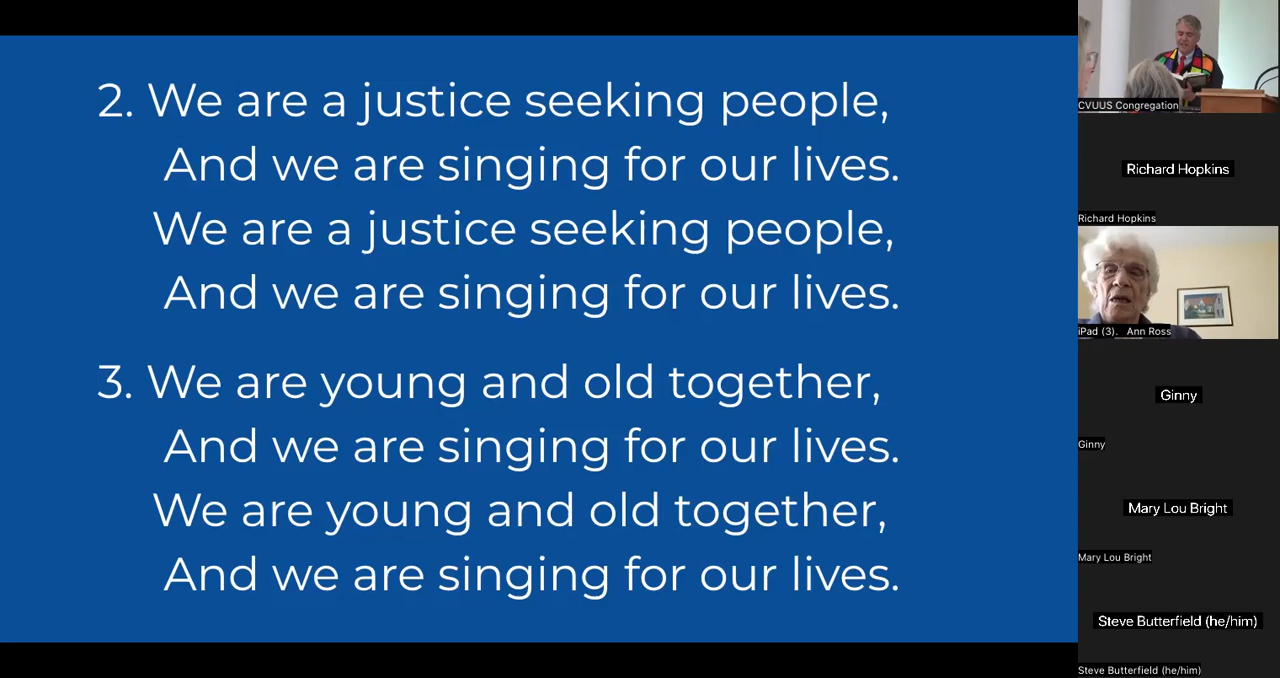 2. We are a justice seeking people,
And we are singing for our lives.
We are a justice seeking people,
And we are singing for our lives.
3. We are young and old together,
And we are singing for our lives.
We are young and old together,
And we are singing for our lives.
CVUUS Congregation
Richard Hopkins
Richard Hopkins
iPad (3). Ann Ross
Ginny
Ginny
Mary Lou Bright
Mary Lou Bright
Steve Butterfield (he/him)
Steve Butterfield (he/him)